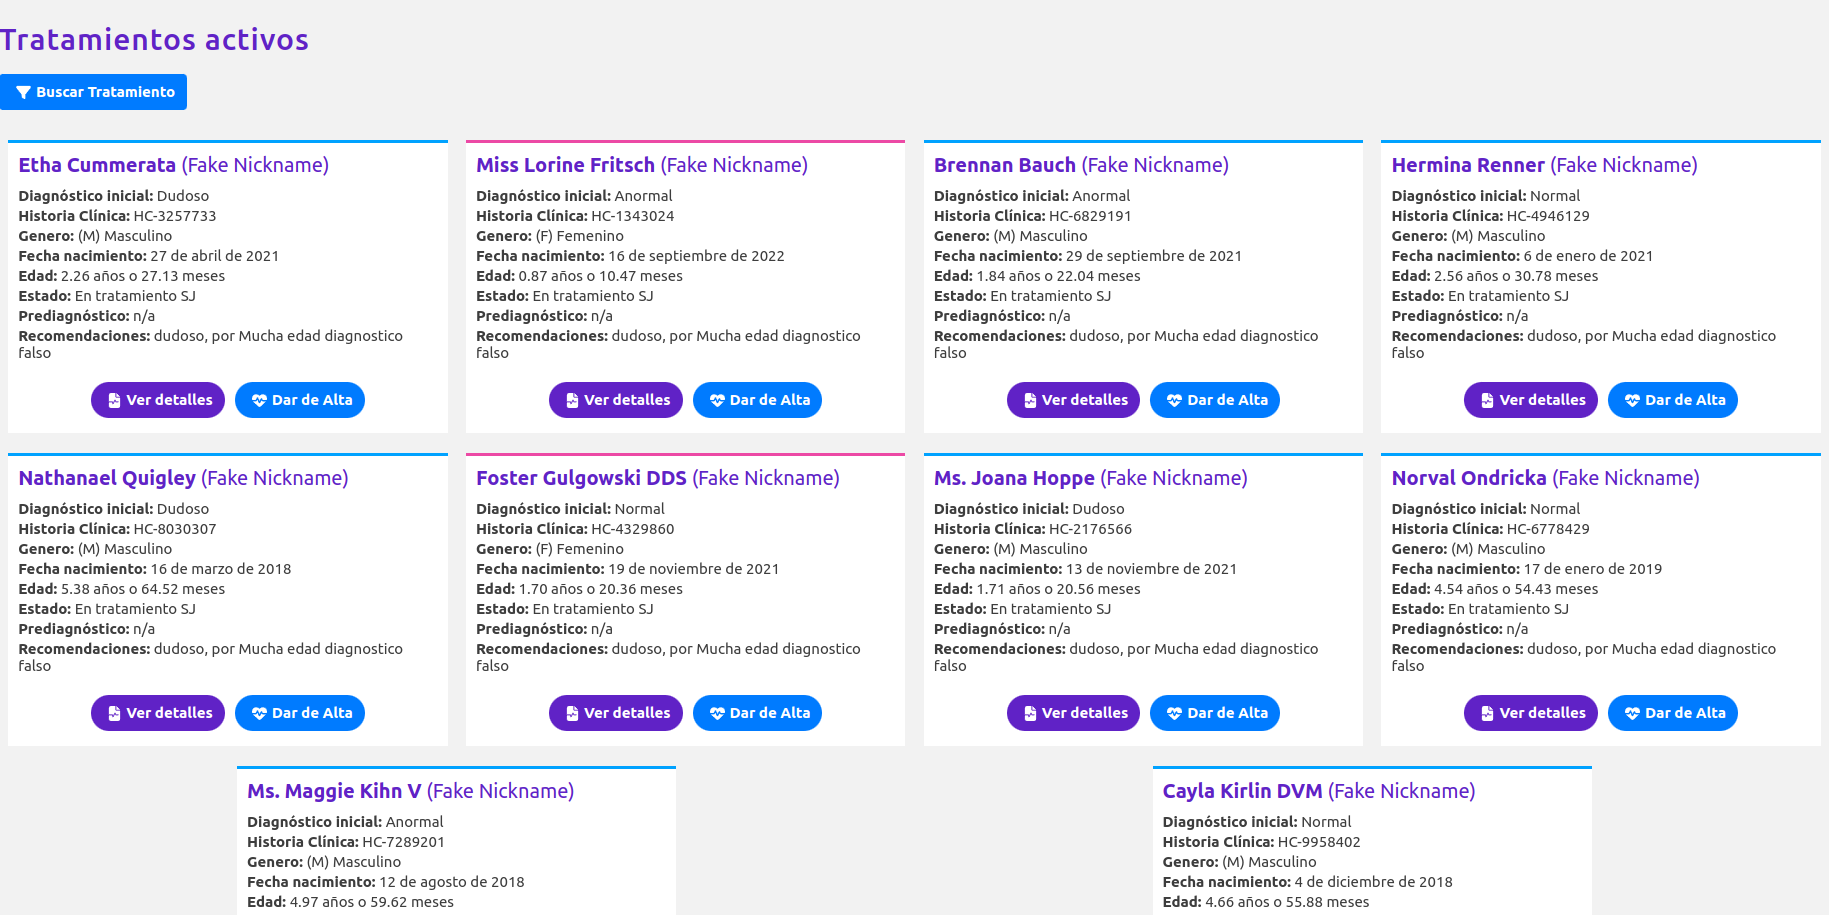 Tratamientos activos
Buscar Tratamiento
Etha Cummerata (Fake Nickname)
Diagnóstico inicial: Dudoso
Historia Clínica: HC-3257733
Genero: (M) Masculino
Fecha nacimiento: 27 de abril de 2021
Edad: 2.26 años o 27.13 meses
Estado: En tratamiento SJ
Prediagnóstico: n/a
Recomendaciones: dudoso, por Mucha edad diagnostico
falso
Ver detalles
Dar de Alta
Miss Lorine Fritsch (Fake Nickname)
Diagnóstico inicial: Anormal
Historia Clínica: HC-1343024
Genero: (F) Femenino
Fecha nacimiento: 16 de septiembre de 2022
Edad: 0.87 años o 10.47 meses
Estado: En tratamiento SJ
Prediagnóstico: n/a
Recomendaciones: dudoso, por Mucha edad diagnostico
falso
Ver detalles
Dar de Alta
Brennan Bauch (Fake Nickname)
Diagnóstico inicial: Anormal
Historia Clínica: HC-6829191
Genero: (M) Masculino
Fecha nacimiento: 29 de septiembre de 2021
Edad: 1.84 años o 22.04 meses
Estado: En tratamiento SJ
Prediagnóstico: n/a
Recomendaciones: dudoso, por Mucha edad diagnostico
falso
Ver detalles
Dar de Alta
Hermina Renner (Fake Nickname)
Diagnóstico inicial: Normal
Historia Clínica: HC-4946129
Genero: (M) Masculino
Fecha nacimiento: 6 de enero de 2021
Edad: 2.56 años o 30.78 meses
Estado: En tratamiento SJ
Prediagnóstico: n/a
Recomendaciones: dudoso, por Mucha edad diagnostico
falso
Ver detalles
Dar de Alta
Nathanael Quigley (Fake Nickname)
Diagnóstico inicial: Dudoso
Historia Clínica: HC-8030307
Genero: (M) Masculino
Fecha nacimiento: 16 de marzo de 2018
Edad: 5.38 años o 64.52 meses
Estado: En tratamiento SJ
Prediagnóstico: n/a
Recomendaciones: dudoso, por Mucha edad diagnostico
falso
Ver detalles
Dar de Alta
Foster Gulgowski DDS (Fake Nickname)
Diagnóstico inicial: Normal
Historia Clínica: HC-4329860
Genero: (F) Femenino
Fecha nacimiento: 19 de noviembre de 2021
Edad: 1.70 años o 20.36 meses
Estado: En tratamiento SJ
Prediagnóstico: n/a
Recomendaciones: dudoso, por Mucha edad diagnostico
falso
Ver detalles
Dar de Alta
Ms. Joana Hoppe (Fake Nickname)
Diagnóstico inicial: Dudoso
Historia Clínica: HC-2176566
Genero: (M) Masculino
Fecha nacimiento: 13 de noviembre de 2021
Edad: 1.71 años o 20.56 meses
Estado: En tratamiento SJ
Prediagnóstico: n/a
Recomendaciones: dudoso, por Mucha edad diagnostico
falso
Ver detalles
Dar de Alta
Norval Ondricka (Fake Nickname)
Diagnóstico inicial: Normal
Historia Clínica: HC-6778429
Genero: (M) Masculino
Fecha nacimiento: 17 de enero de 2019
Edad: 4.54 años o 54.43 meses
Estado: En tratamiento SJ
Prediagnóstico: n/a
Recomendaciones: dudoso, por Mucha edad diagnostico
falso
Ver detalles
Dar de Alta
Ms. Maggie Kihn V (Fake Nickname)
Diagnóstico inicial: Anormal
Historia Clínica: HC-7289201
Genero: (M) Masculino
Fecha nacimiento: 12 de agosto de 2018
Edad: 4.97 años o 59.62 meses
Cayla Kirlin DVM (Fake Nickname)
Diagnóstico inicial: Normal
Historia Clínica: HC-9958402
Genero: (M) Masculino
Fecha nacimiento: 4 de diciembre de 2018
Edad: 4.66 años o 55.88 meses